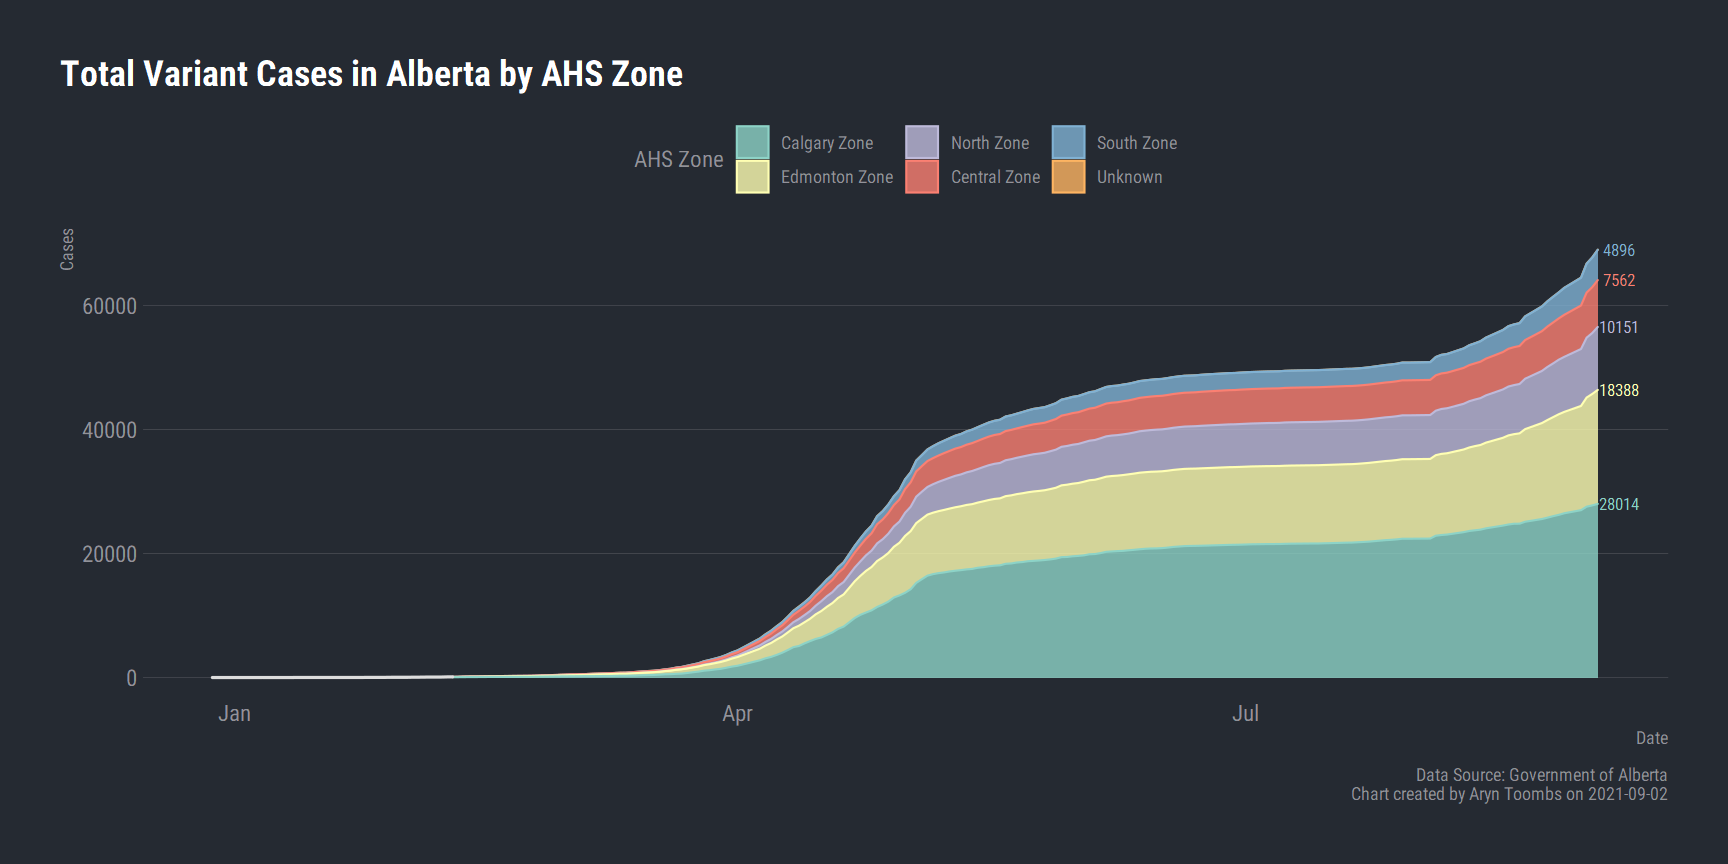 Total Variant Cases in Alberta by AHS Zone
AHS Zone
Calgary Zone
North Zone
South Zone
Edmonton Zone
Central Zone
Unknown
Cases
60000
40000
20000
0
4896
7562
10151
18388
28014
Jan
Apr
Jul
Date
Data Source: Government of Alberta
Chart created by Aryn Toombs on 2021-09-02